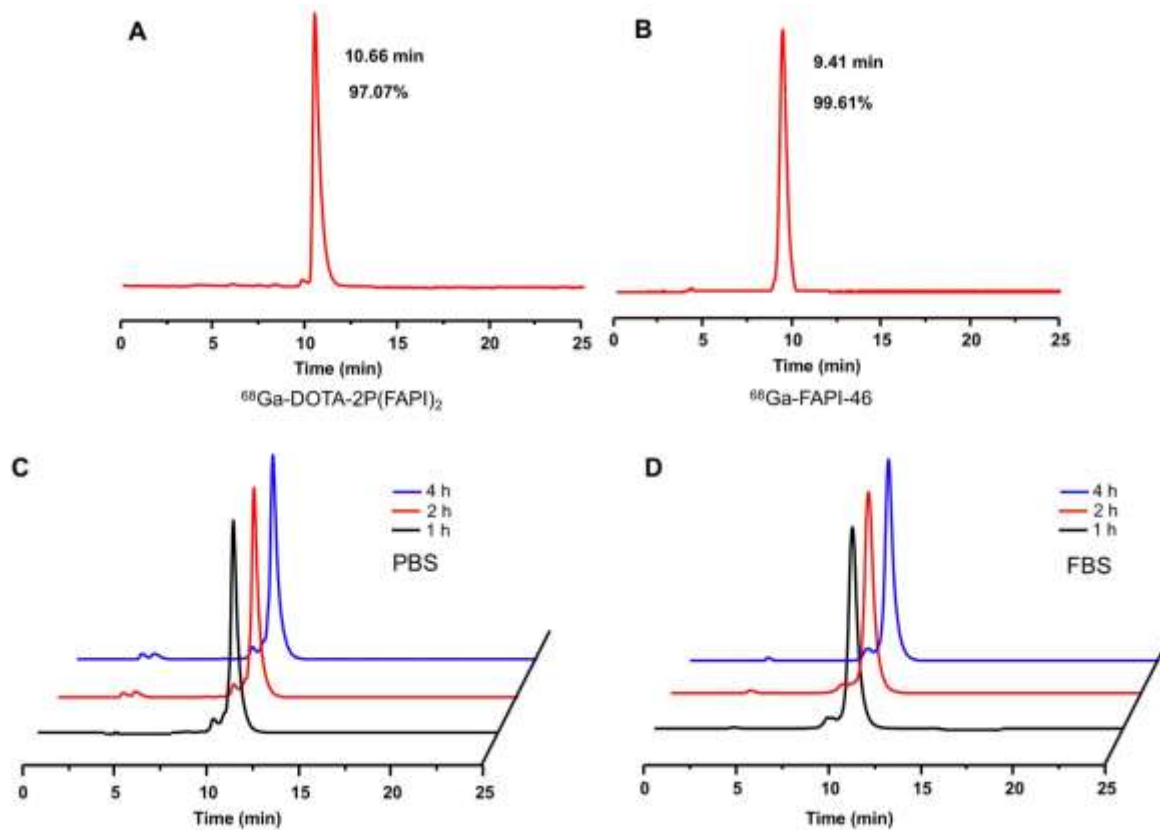 A
10.66 min
97.07%
0 5 10 15 20 25
Time (min)
⁶⁸Ga-DOTA-2P(FAPI)₂
B
9.41 min
99.61%
0 5 10 15 20 25
Time (min)
⁶⁸Ga-FAPI-46
C
4 h
2 h
1 h
PBS
0 5 10 15 20 25
Time (min)
D
4 h
2 h
1 h
FBS
0 5 10 15 20 25
Time (min)